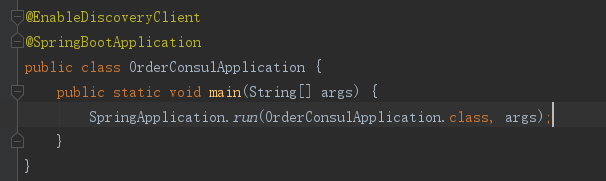 @EnableDiscoveryClient
@SpringBootApplication
public class OrderConsulApplication {
    public static void main(String[] args) {
        SpringApplication.run(OrderConsulApplication.class, args);
    }
}